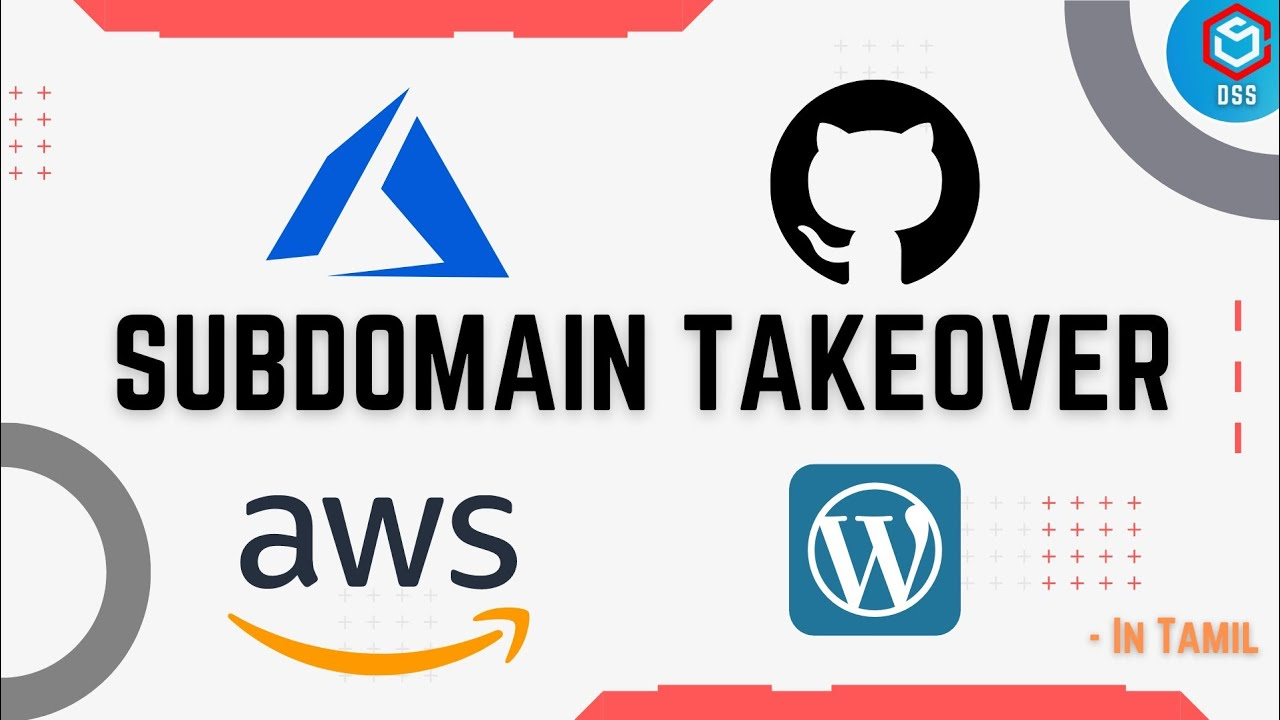 DSS
SUBDOMAIN TAKEOVER
aws
- IN TAMIL